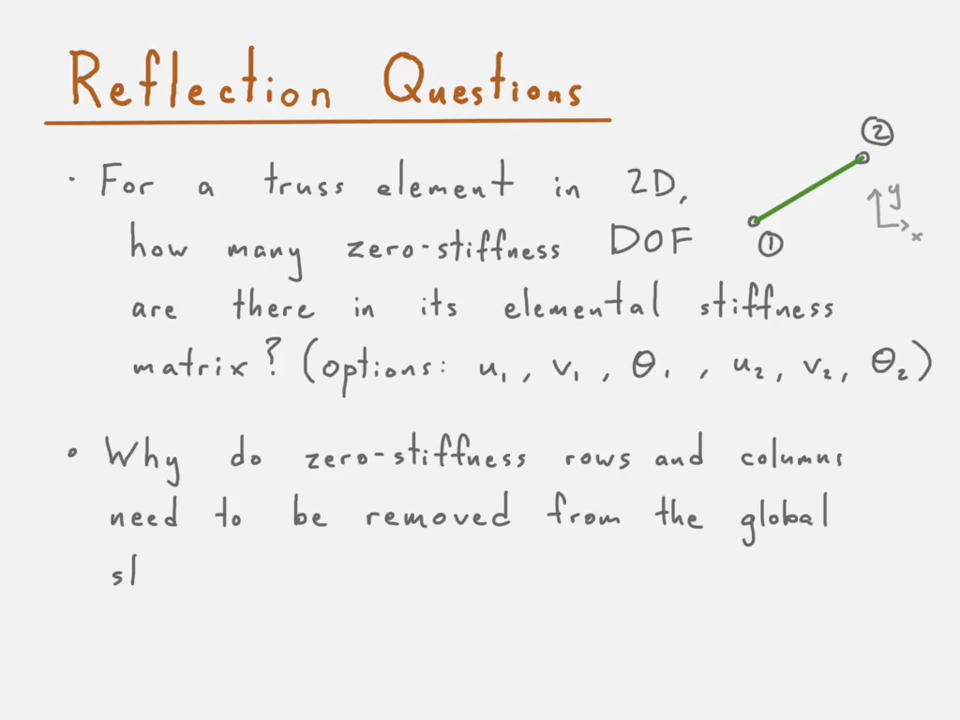 Reflection Questions
• For a truss element in 2D,
how many zero-stiffness DOF
are there in its elemental stiffness
matrix? (options: u₁, v₁, θ₁, u₂, v₂, θ₂)
②
①
y
x
• Why do zero-stiffness rows and columns
need to be removed from the global